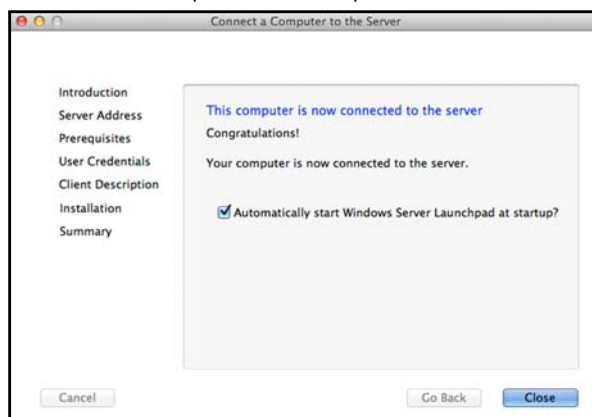 Connect a Computer to the Server
Introduction
Server Address
Prerequisites
User Credentials
Client Description
Installation
Summary
This computer is now connected to the server
Congratulations!
Your computer is now connected to the server.
Automatically start Windows Server Launchpad at startup?
Cancel
Go Back
Close